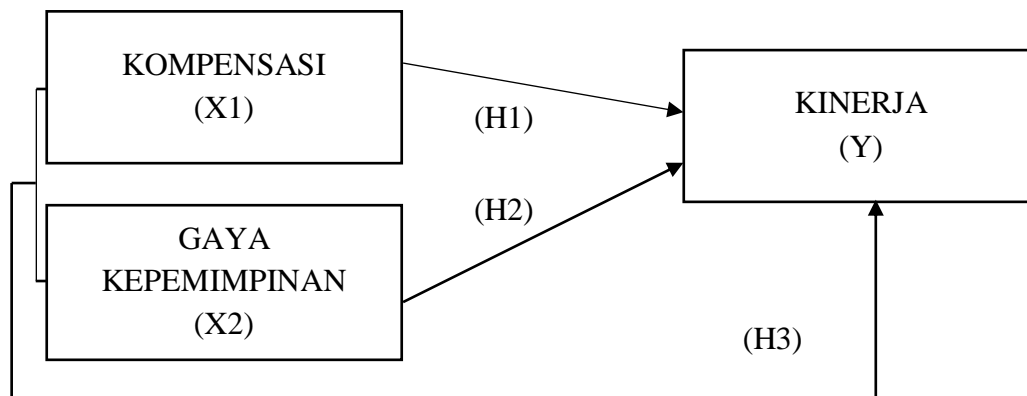 KOMPENSASI
(X1)
(H1)
KINERJA
(Y)
(H2)
GAYA
KEPEMIMPINAN
(X2)
(H3)